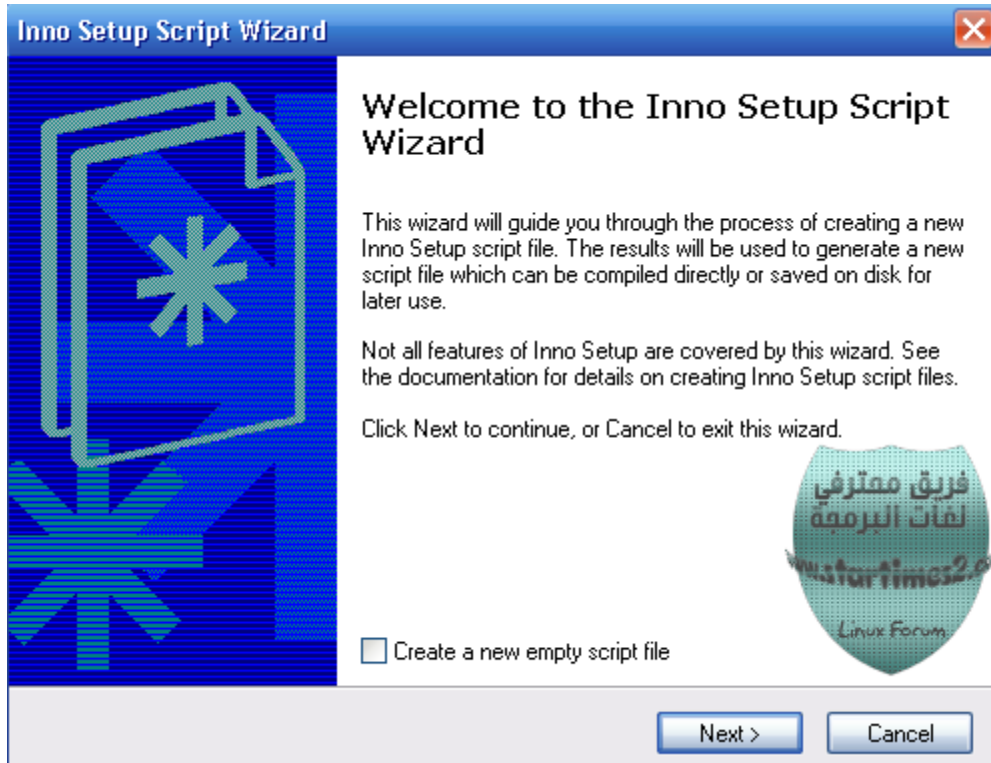 Inno Setup Script Wizard
Welcome to the Inno Setup Script
Wizard
This wizard will guide you through the process of creating a new
Inno Setup script file. The results will be used to generate a new
script file which can be compiled directly or saved on disk for
later use.
Not all features of Inno Setup are covered by this wizard. See
the documentation for details on creating Inno Setup script files.
Click Next to continue, or Cancel to exit this wizard.
فريق محترفي
لغات البرمجة
www.startimes2.
Linux Forum
Create a new empty script file
Next >
Cancel